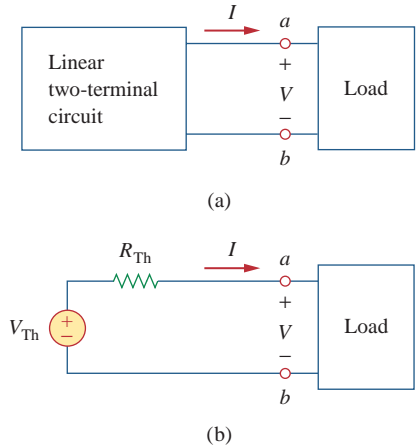 I
a
Linear
two-terminal
circuit
+
V
−
Load
b
(a)
R_Th
I
a
V_Th
+
−
+
V
−
Load
b
(b)